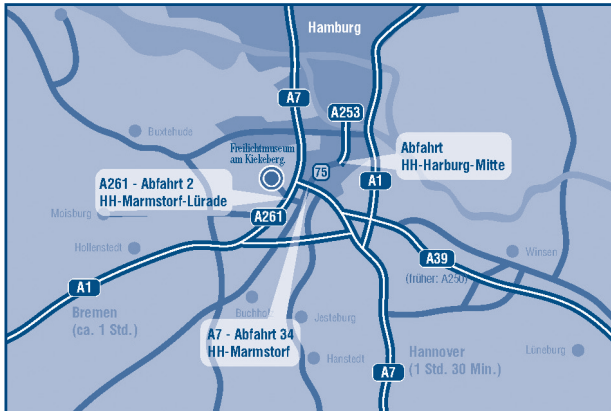 Hamburg
A7
A253
Buxtehude
Freilichtmuseum
am Kiekeberg
75
Abfahrt
HH-Harburg-Mitte
A261 - Abfahrt 2
HH-Marmstorf-Lürade
A1
Moisburg
A261
Hollenstedt
Winsen
A39
(früher: A250)
A1
Bremen
(ca. 1 Std.)
Buchholz
Jesteburg
A7 - Abfahrt 34
HH-Marmstorf
Hanstedt
Hannover
(1 Std. 30 Min.)
Lüneburg
A7